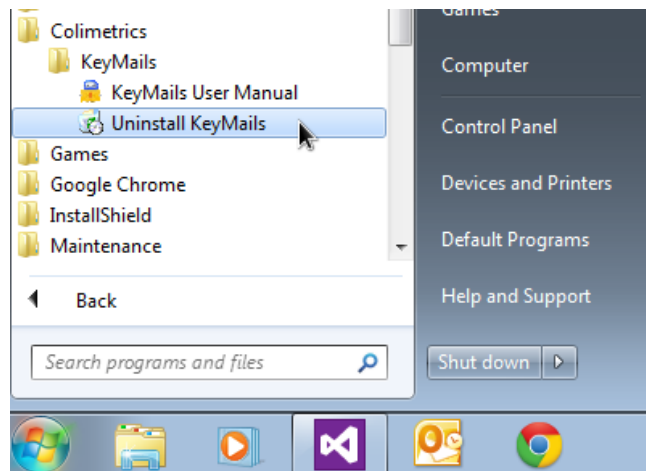 Colimetrics
KeyMails
KeyMails User Manual
Uninstall KeyMails
Games
Google Chrome
InstallShield
Maintenance
Back
Search programs and files
Games
Computer
Control Panel
Devices and Printers
Default Programs
Help and Support
Shut down